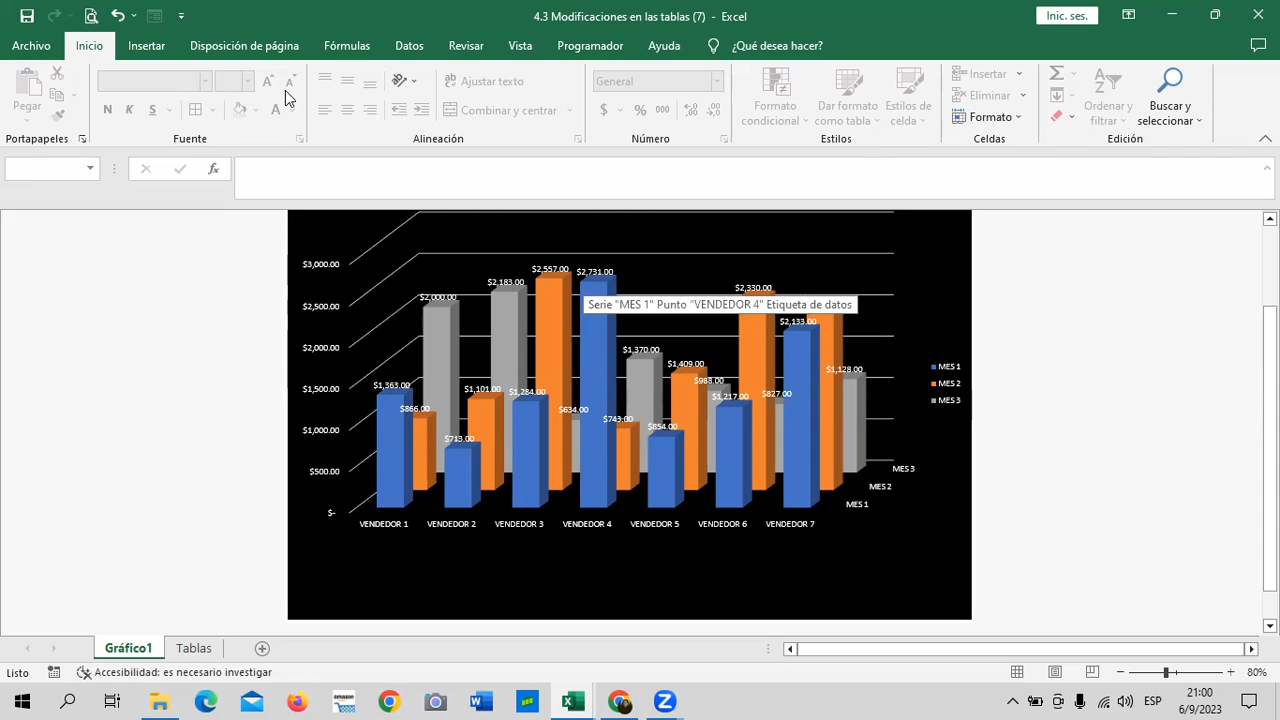 4.3 Modificaciones en las tablas (7) - Excel
Inic. ses.
Archivo Inicio Insertar Disposición de página Fórmulas Datos Revisar Vista Programador Ayuda ¿Qué desea hacer?
Pegar
N K S A
Ajustar texto
Combinar y centrar
General
$ % 000
Formato condicional
Dar formato como tabla
Estilos de celda
Insertar
Eliminar
Formato
Ordenar y filtrar
Buscar y seleccionar
Portapapeles Fuente Alineación Número Estilos Celdas Edición
fx
$3,000.00
$2,500.00
$2,000.00
$1,500.00
$1,000.00
$500.00
$-
$2,000.00
$2,183.00
$2,557.00
$2,731.00
$2,330.00
Serie "MES 1" Punto "VENDEDOR 4" Etiqueta de datos
$2,133.00
$1,370.00
$1,409.00
$1,128.00
$1,363.00
$866.00
$1,101.00
$1,284.00
$988.00
$827.00
$1,217.00
$634.00
$743.00
$854.00
$713.00
MES 1
MES 2
MES 3
MES 3
MES 2
MES 1
VENDEDOR 1 VENDEDOR 2 VENDEDOR 3 VENDEDOR 4 VENDEDOR 5 VENDEDOR 6 VENDEDOR 7
Gráfico1 Tablas
Listo Accesibilidad: es necesario investigar 80%
amazon
ESP
21:00
6/9/2023